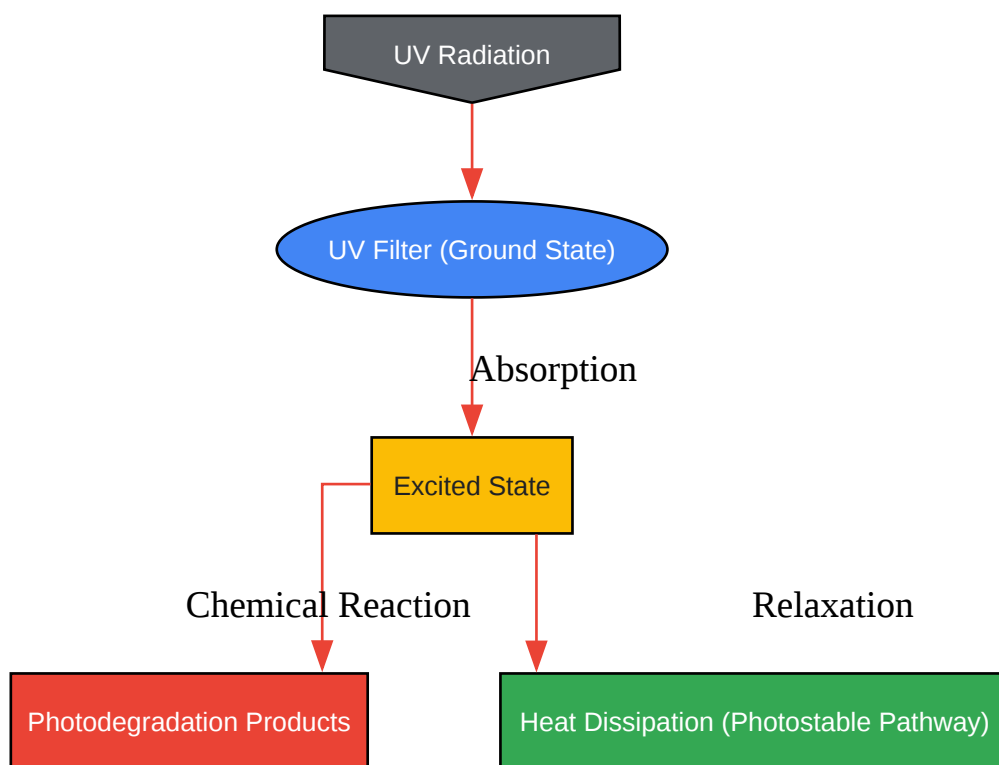 UV Radiation
UV Filter (Ground State)
Absorption
Excited State
Chemical Reaction
Relaxation
Photodegradation Products
Heat Dissipation (Photostable Pathway)